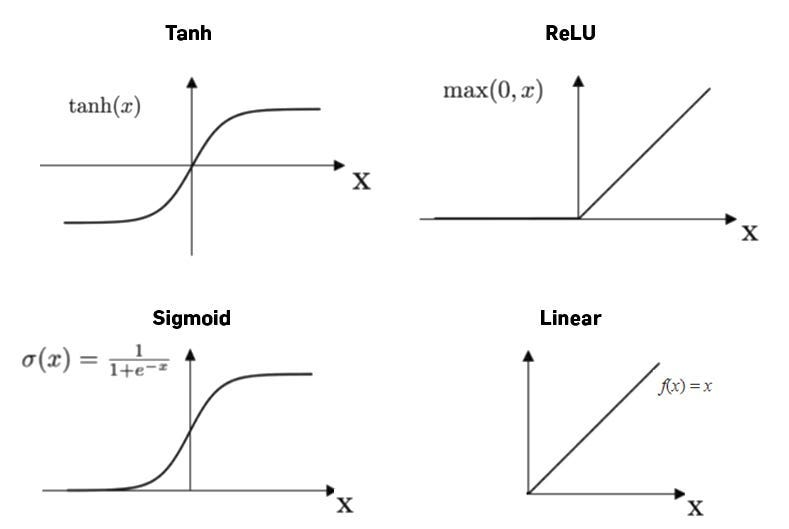 Tanh
tanh(x)
X
ReLU
max(0, x)
X
Sigmoid
σ(x) = 1/(1+e^{-x})
X
Linear
f(x) = x
X